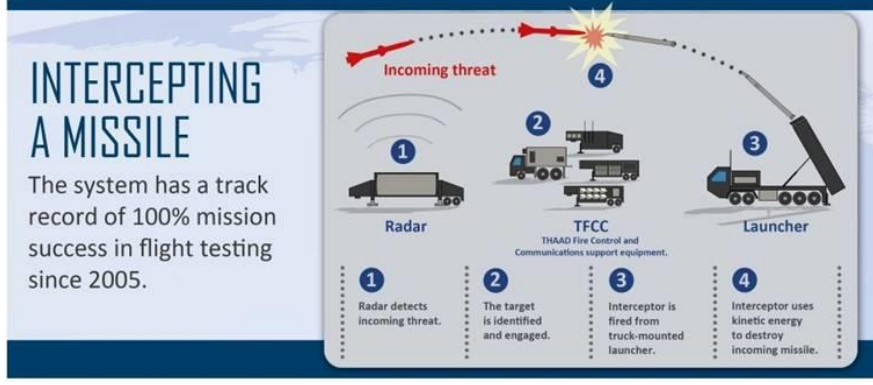 INTERCEPTING
A MISSILE
The system has a track
record of 100% mission
success in flight testing
since 2005.
Incoming threat
4
1
2
3
Radar
TFCC
THAAD Fire Control and
Communications support equipment.
Launcher
1
Radar detects
incoming threat.
2
The target
is identified
and engaged.
3
Interceptor is
fired from
truck-mounted
launcher.
4
Interceptor uses
kinetic energy
to destroy
incoming missile.